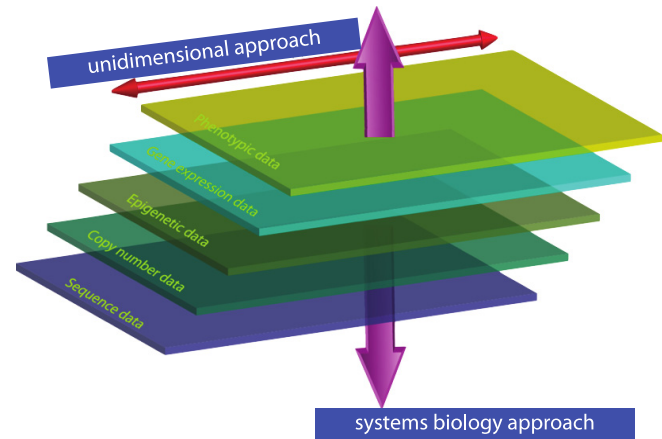 unidimensional approach
Phenotypic data
Gene expression data
Epigenetic data
Copy number data
Sequence data
systems biology approach